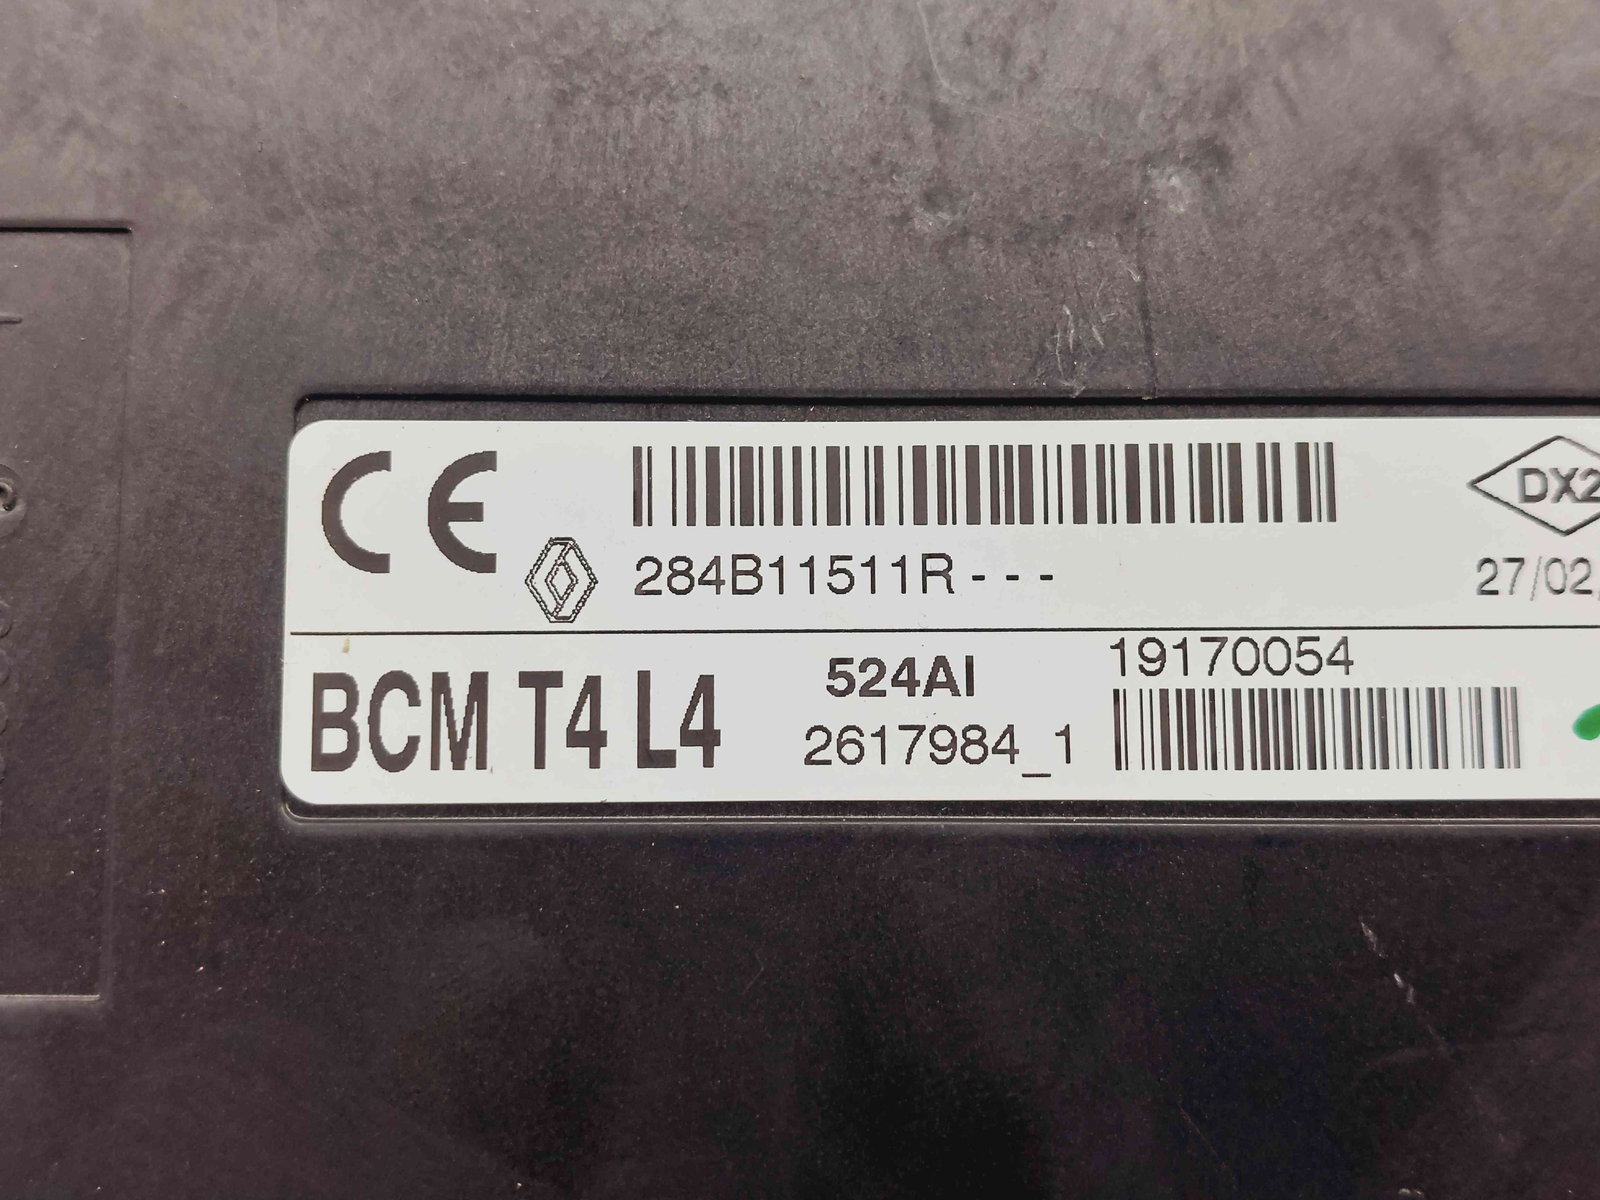 CE
DX2
284B11511R---
27/02
BCM T4 L4
524AI
2617984_1
19170054